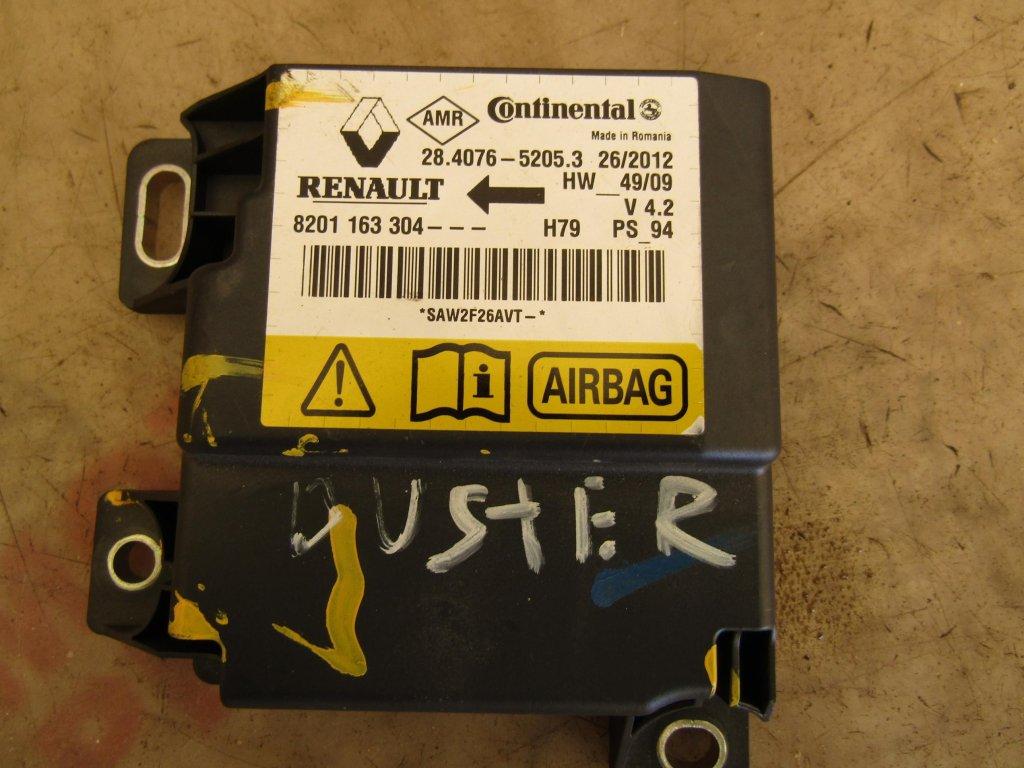 AMR Continental
Made in Romania
28.4076-5205.3 26/2012
RENAULT HW__49/09
V 4.2
8201 163 304--- H79 PS_94
*SAW2F26AVT-*
! i AIRBAG
DUSTER